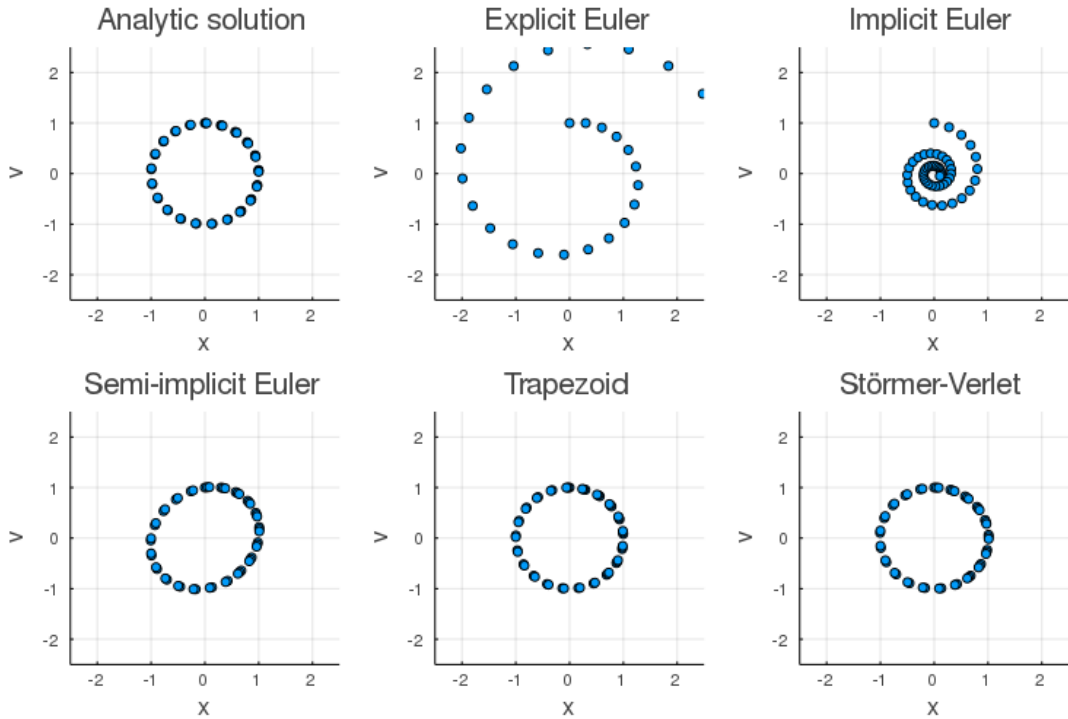 Analytic solution
Explicit Euler
Implicit Euler
2
1
0
-1
-2
v
-2 -1 0 1 2
x
2
1
0
-1
-2
v
-2 -1 0 1 2
x
2
1
0
-1
-2
v
-2 -1 0 1 2
x
Semi-implicit Euler
Trapezoid
Störmer-Verlet
2
1
0
-1
-2
v
-2 -1 0 1 2
x
2
1
0
-1
-2
v
-2 -1 0 1 2
x
2
1
0
-1
-2
v
-2 -1 0 1 2
x